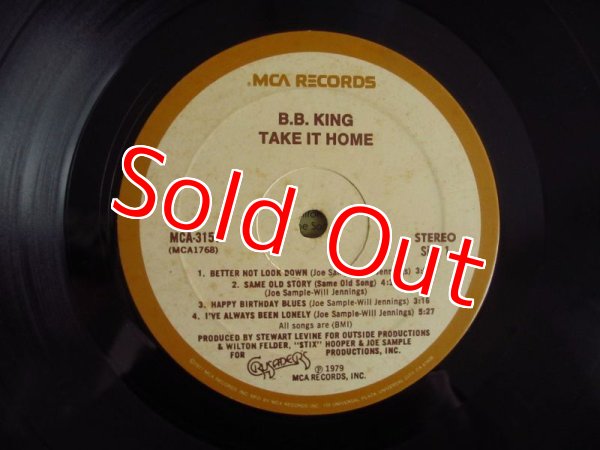 MCA RECORDS
B.B. KING
TAKE IT HOME
Sold Out
MCA-315
(MCA1768)
STEREO
1. BETTER NOT LOOK DOWN (Joe Sample-Will Jennings)
2. SAME OLD STORY (Same Old Song)
(Joe Sample-Will Jennings)
3. HAPPY BIRTHDAY BLUES (Joe Sample-Will Jennings) 3:16
4. I'VE ALWAYS BEEN LONELY (Joe Sample-Will Jennings) 5:27
All songs are (BMI)
PRODUCED BY STEWART LEVINE FOR OUTSIDE PRODUCTIONS
& WILTON FELDER, "STIX" HOOPER & JOE SAMPLE
FOR CRUSADERS PRODUCTIONS, INC.
℗ 1979
MCA RECORDS, INC.